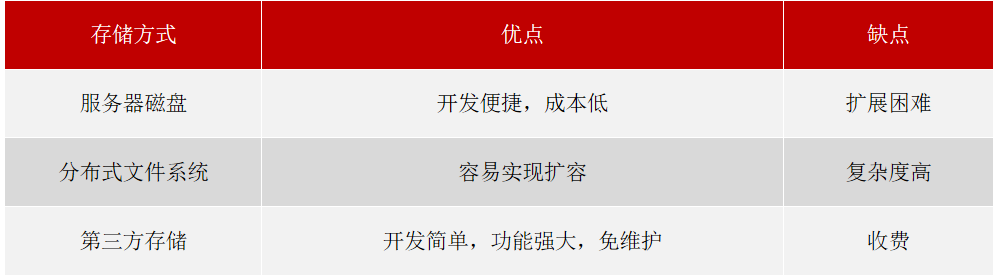 存储方式 优点 缺点
服务器磁盘 开发便捷，成本低 扩展困难
分布式文件系统 容易实现扩容 复杂度高
第三方存储 开发简单，功能强大，免维护 收费